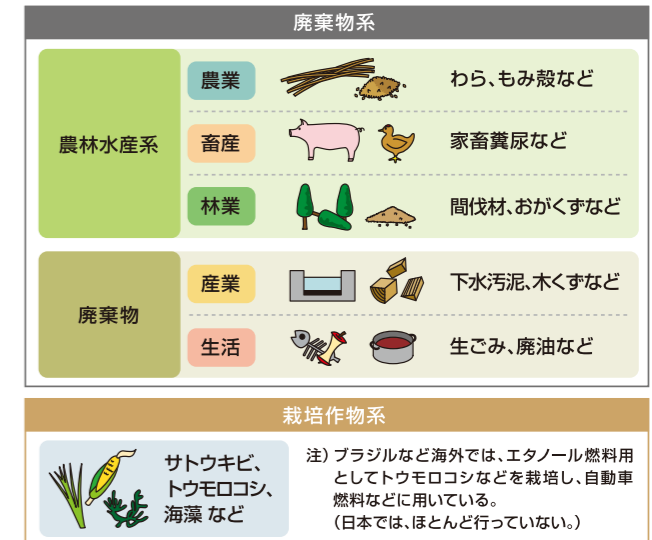 廃棄物系
農林水産系
農業
わら、もみ殻など
畜産
家畜糞尿など
林業
間伐材、おがくずなど
廃棄物
産業
下水汚泥、木くずなど
生活
生ごみ、廃油など
栽培作物系
サトウキビ、
トウモロコシ、
海藻 など
注）ブラジルなど海外では、エタノール燃料用
としてトウモロコシなどを栽培し、自動車
燃料などに用いている。
（日本では、ほとんど行っていない。）